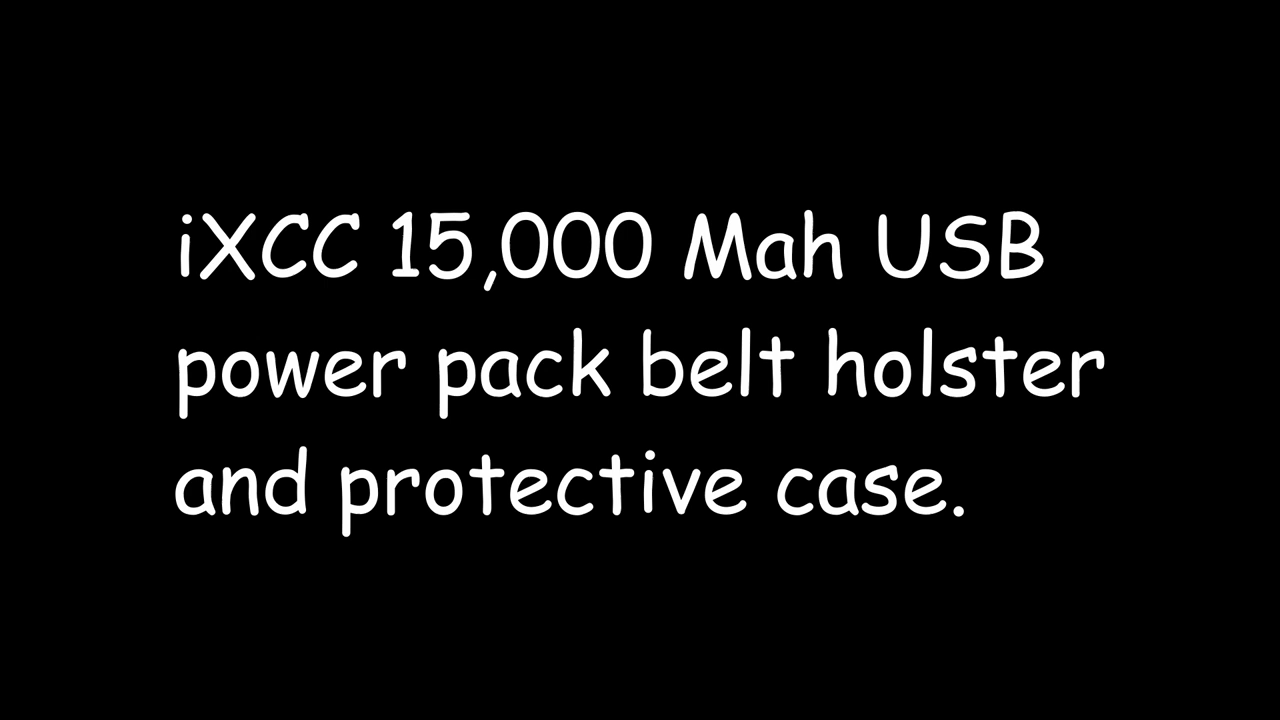 iXCC 15,000 Mah USB
power pack belt holster
and protective case.